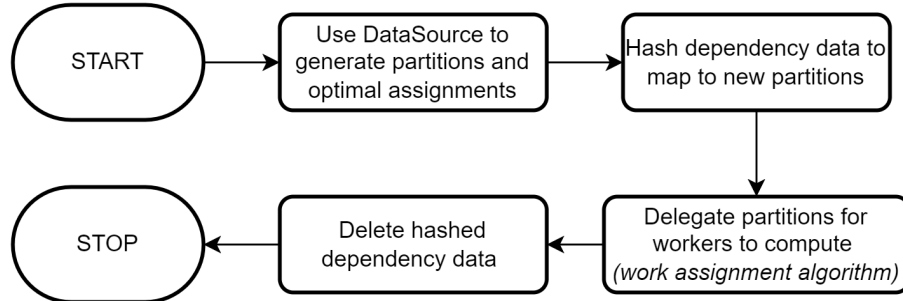 START
Use DataSource to
generate partitions and
optimal assignments
Hash dependency data to
map to new partitions
Delegate partitions for
workers to compute
(work assignment algorithm)
Delete hashed
dependency data
STOP